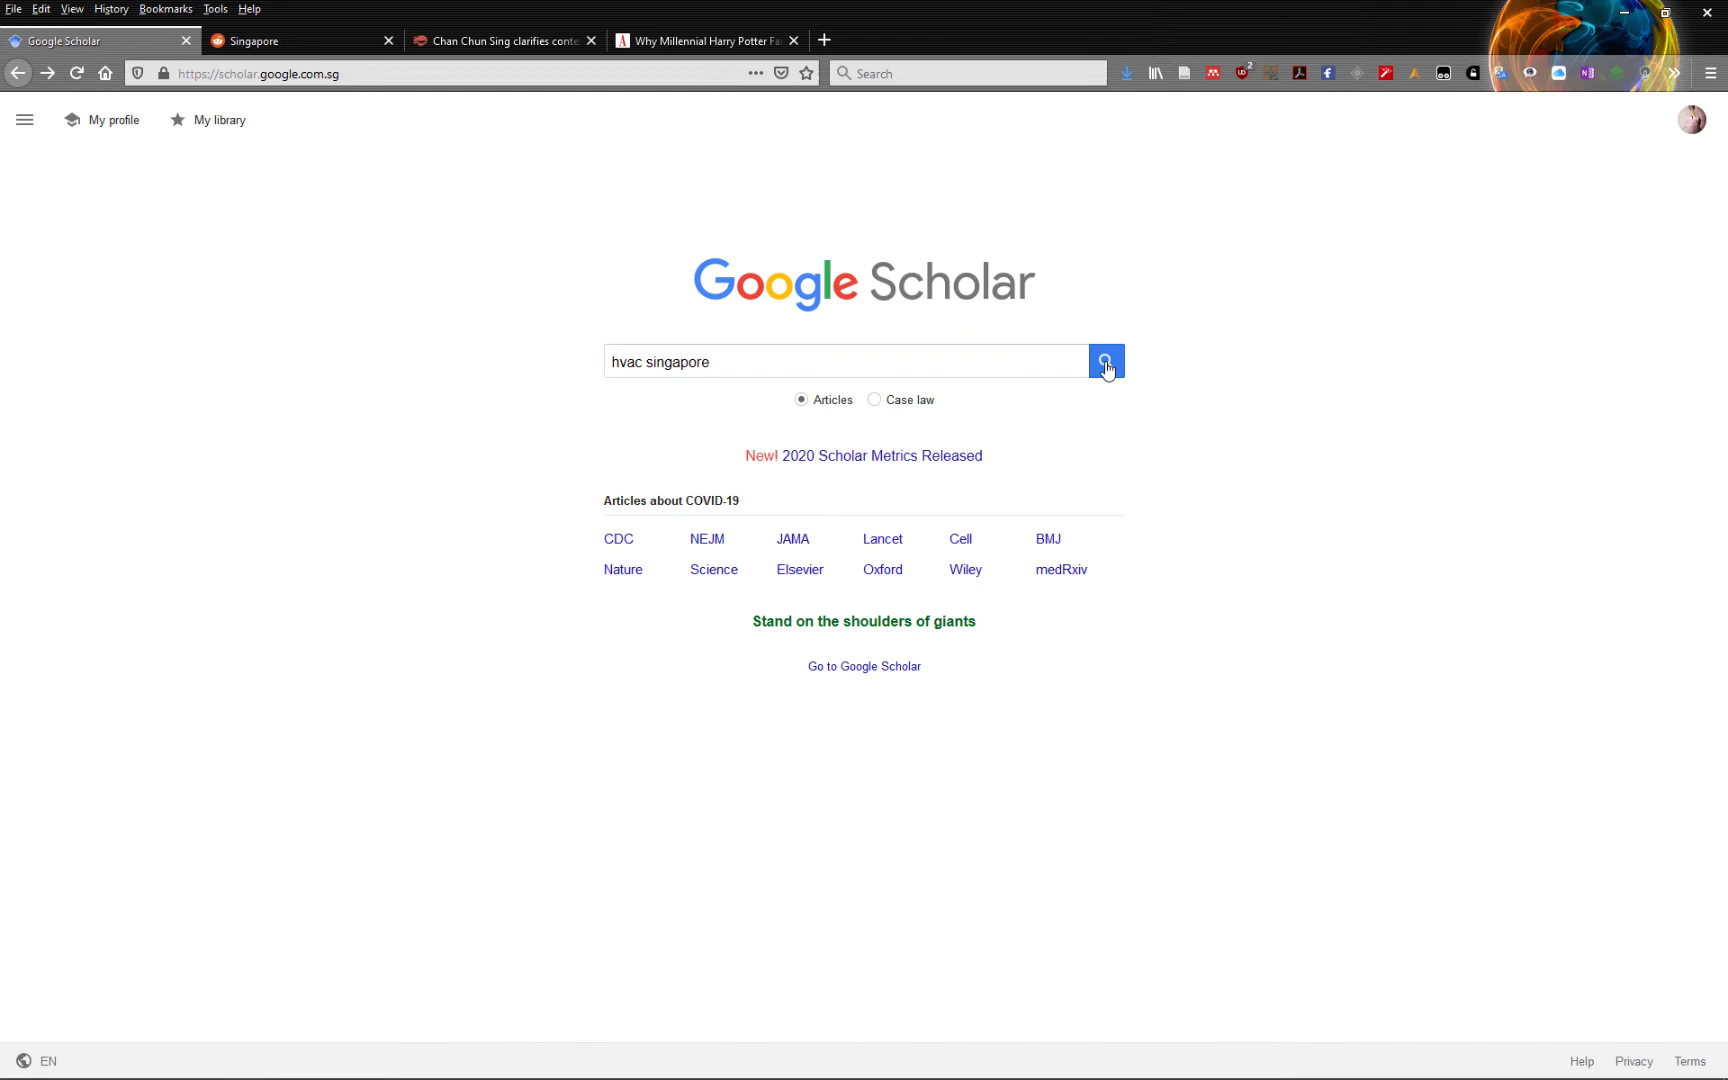 File Edit View History Bookmarks Tools Help
Google Scholar
Singapore
Chan Chun Sing clarifies conte
Why Millennial Harry Potter Fa
https://scholar.google.com.sg
Search
2
My profile
My library
Google Scholar
hvac singapore
Articles
Case law
New! 2020 Scholar Metrics Released
Articles about COVID-19
CDC NEJM JAMA Lancet Cell BMJ
Nature Science Elsevier Oxford Wiley medRxiv
Stand on the shoulders of giants
Go to Google Scholar
EN
Help Privacy Terms